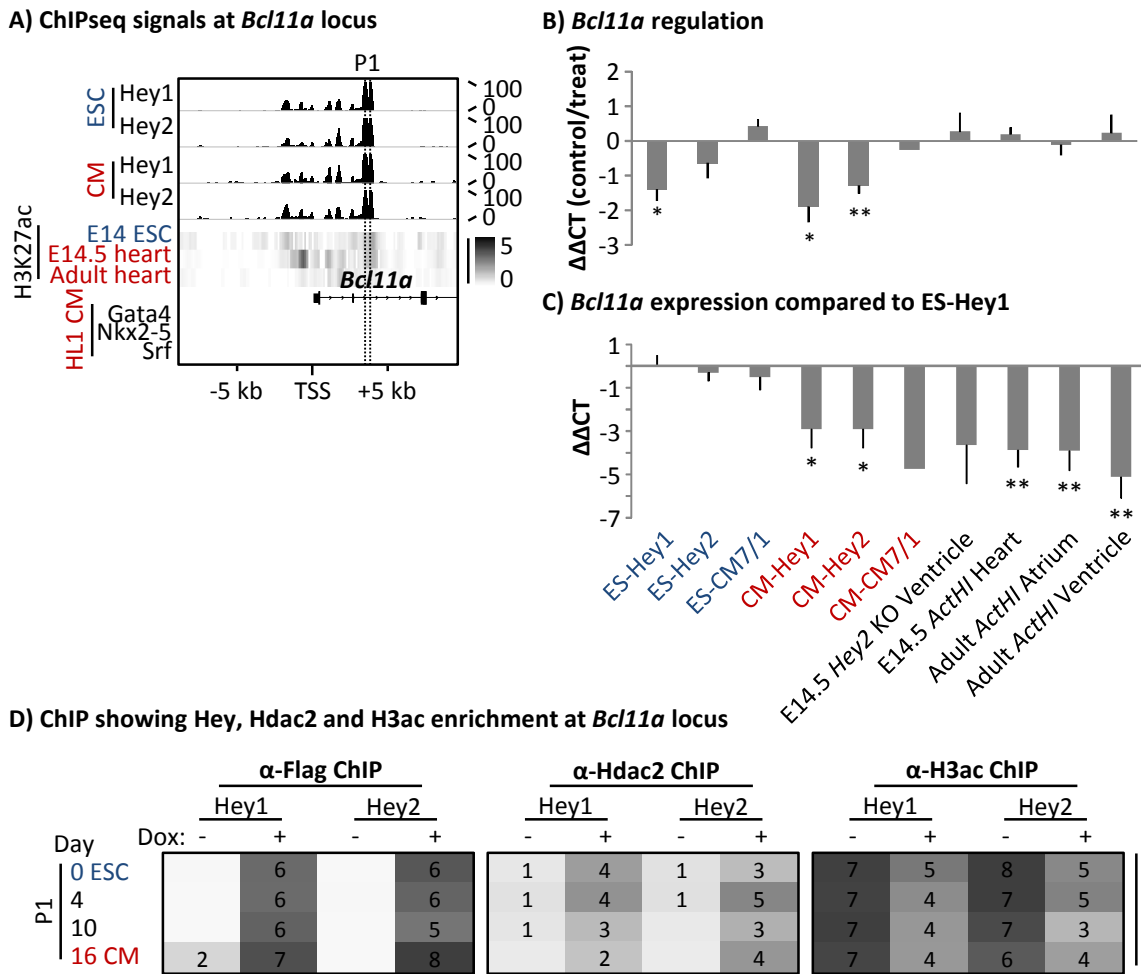 A) ChIPseq signals at Bcl11a locus
P1
ESC
Hey1
100
0
Hey2
100
0
CM
Hey1
100
0
Hey2
100
0
H3K27ac
E14 ESC
E14.5 heart
Adult heart
5
0
Bcl11a
HL1 CM
Gata4
Nkx2-5
Srf
-5 kb TSS +5 kb
B) Bcl11a regulation
ΔΔCT (control/treat)
2
1
0
-1
-2
-3
* * **
C) Bcl11a expression compared to ES-Hey1
ΔΔCT
1
-1
-3
-5
-7
* * ** ** **
ES-Hey1
ES-Hey2
ES-CM7/1
CM-Hey1
CM-Hey2
CM-CM7/1
E14.5 Hey2 KO Ventricle
E14.5 ActHI Heart
Adult ActHI Atrium
Adult ActHI Ventricle
D) ChIP showing Hey, Hdac2 and H3ac enrichment at Bcl11a locus
α-Flag ChIP α-Hdac2 ChIP α-H3ac ChIP
Hey1 Hey2 Hey1 Hey2 Hey1 Hey2
Dox: - + - + - + - + - + - +
Day
P1
0 ESC 6 6 1 4 1 3 7 5 8 5
4 6 6 1 4 1 5 7 4 7 5
10 6 5 1 3 3 7 4 7 3
16 CM 2 7 8 2 4 7 4 6 4